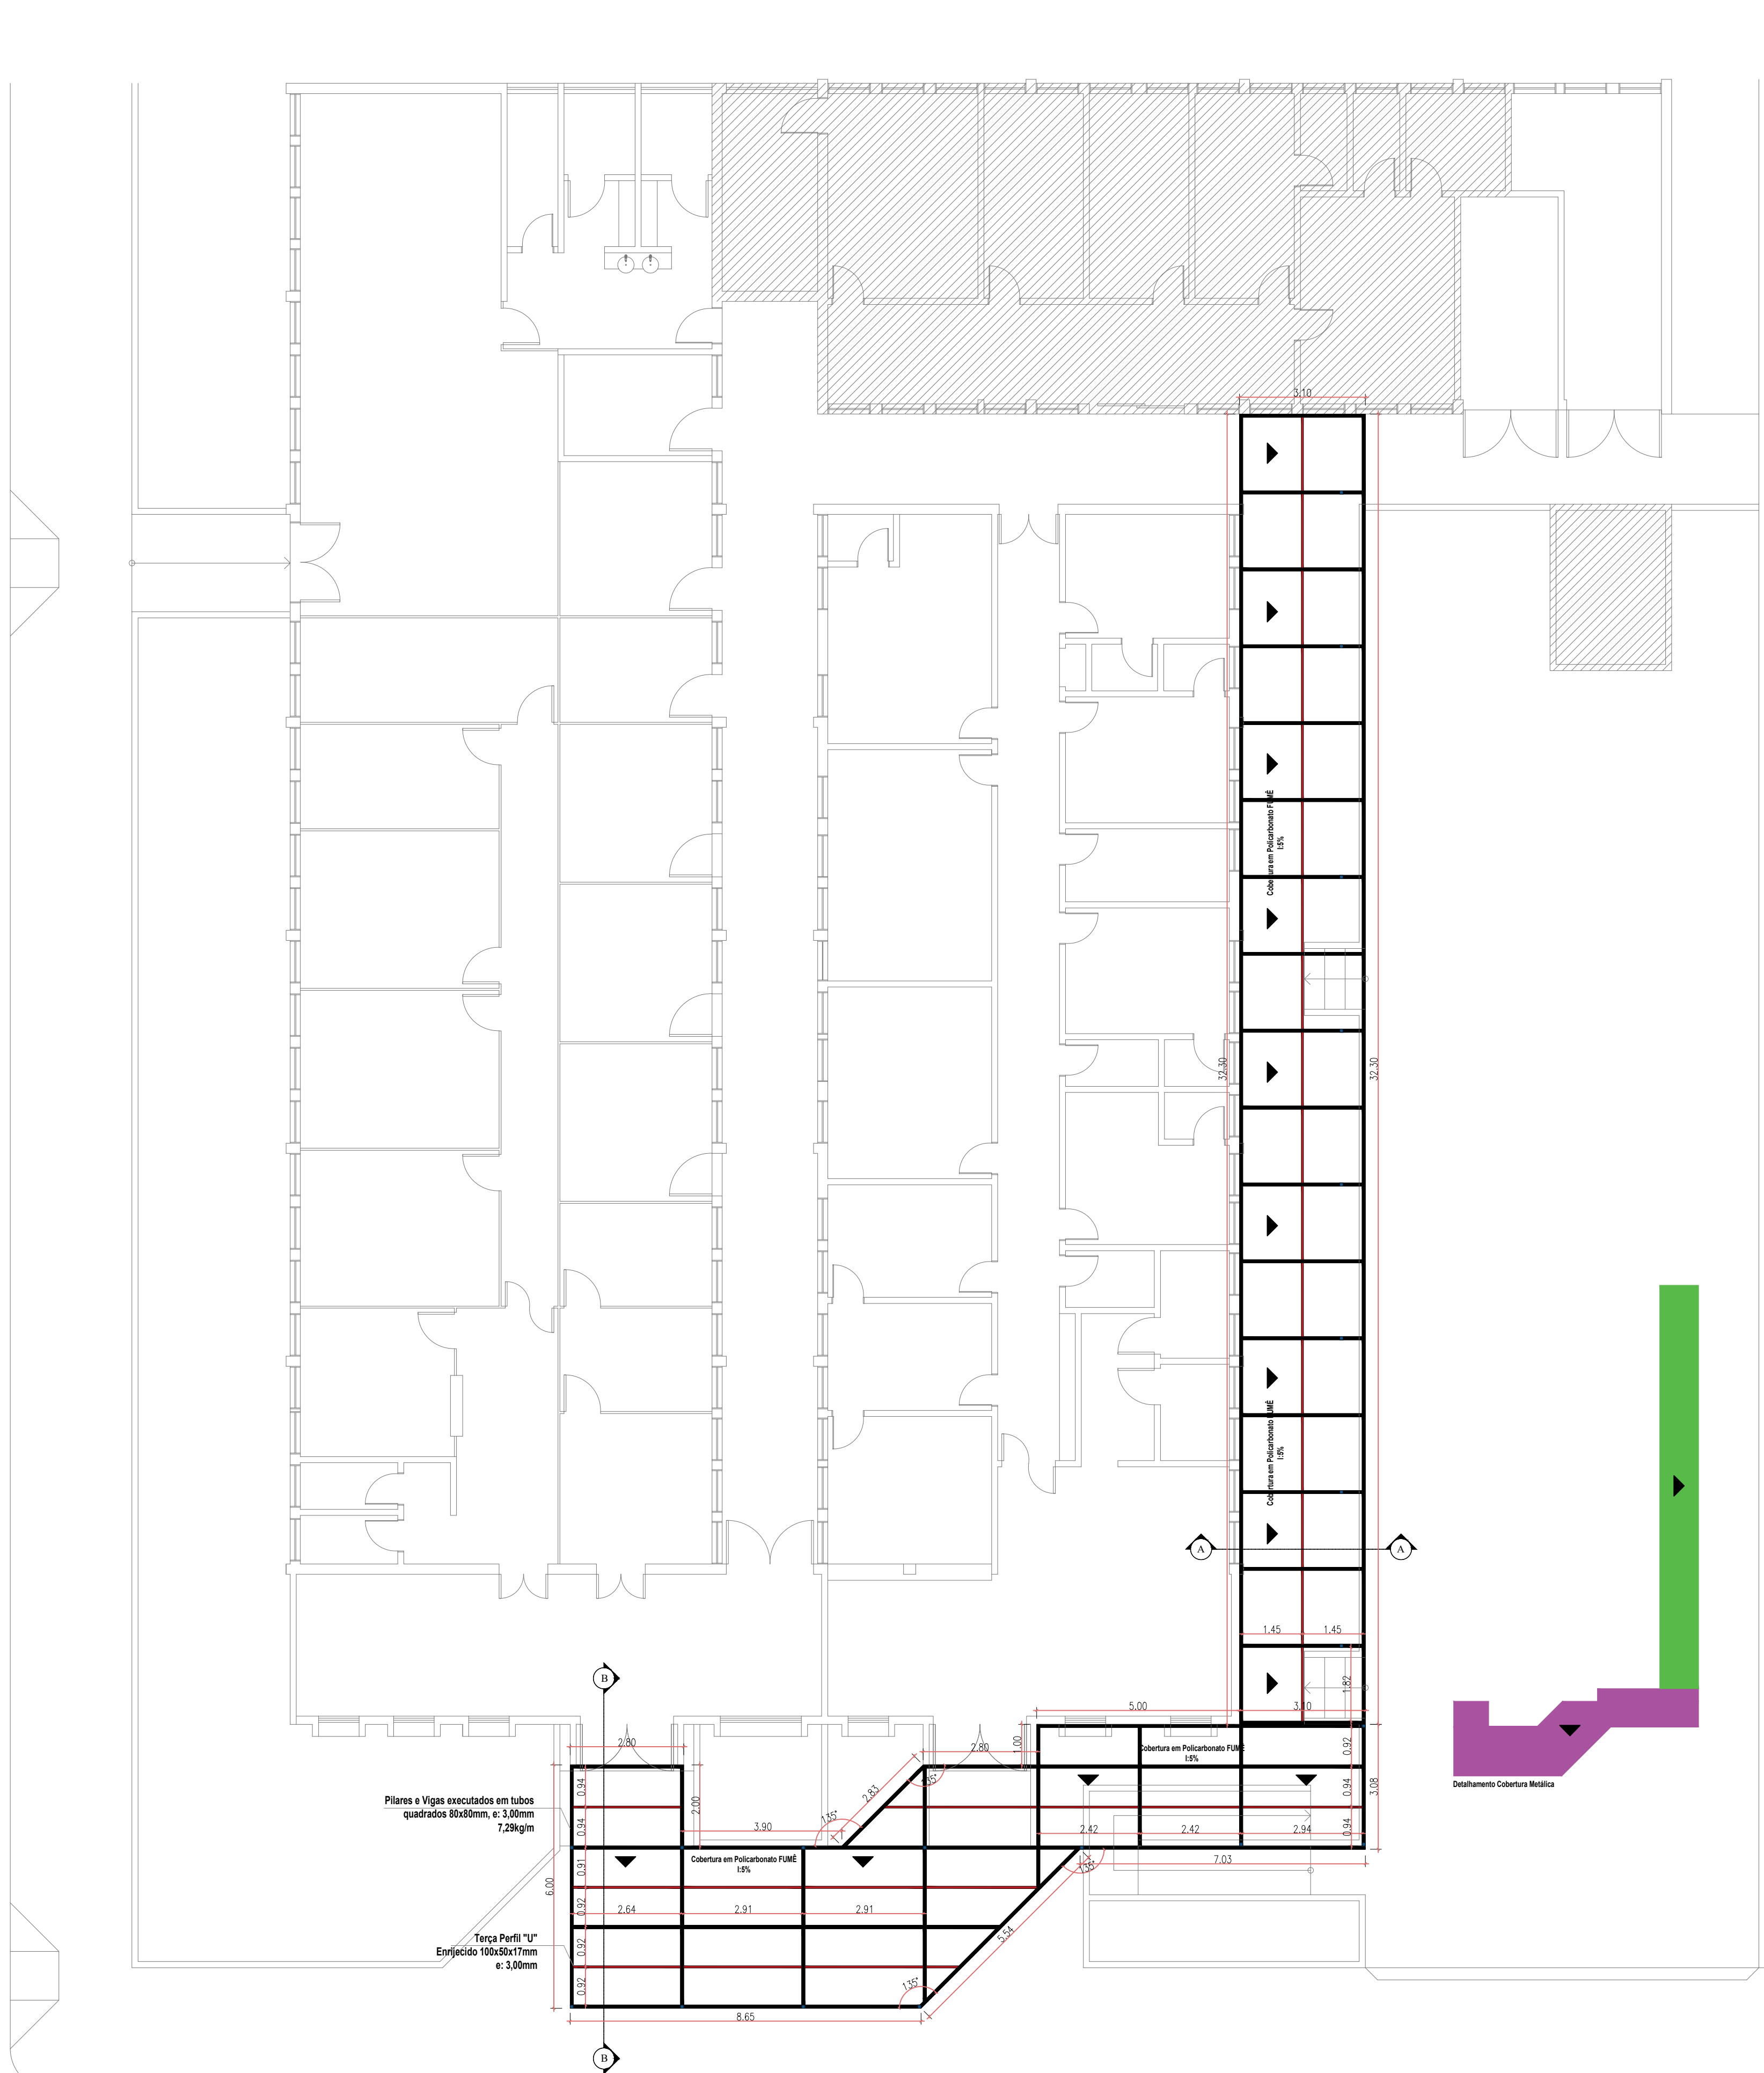 3.10
Cobertura em Policarbonato FUMÊ
I:5%
32.30
32.30
Cobertura em Policarbonato FUMÊ
I:5%
A
A
1.45
1.45
1.82
B
5.00
3.10
2.80
2.80
1.00
0.92
Cobertura em Policarbonato FUMÊ
I:5%
Detalhamento Cobertura Metálica
0.94
2.83
135°
0.94
3.08
Pilares e Vigas executados em tubos
quadrados 80x80mm, e: 3,00mm
7,29kg/m
0.94
2.00
3.90
135°
2.42
2.42
2.94
0.94
Cobertura em Policarbonato FUMÊ
I:5%
0.91
7.03
135°
6.00
0.92
2.64
2.91
2.91
5.54
Terça Perfil "U"
Enrijecido 100x50x17mm
e: 3,00mm
0.92
0.92
135°
8.65
B